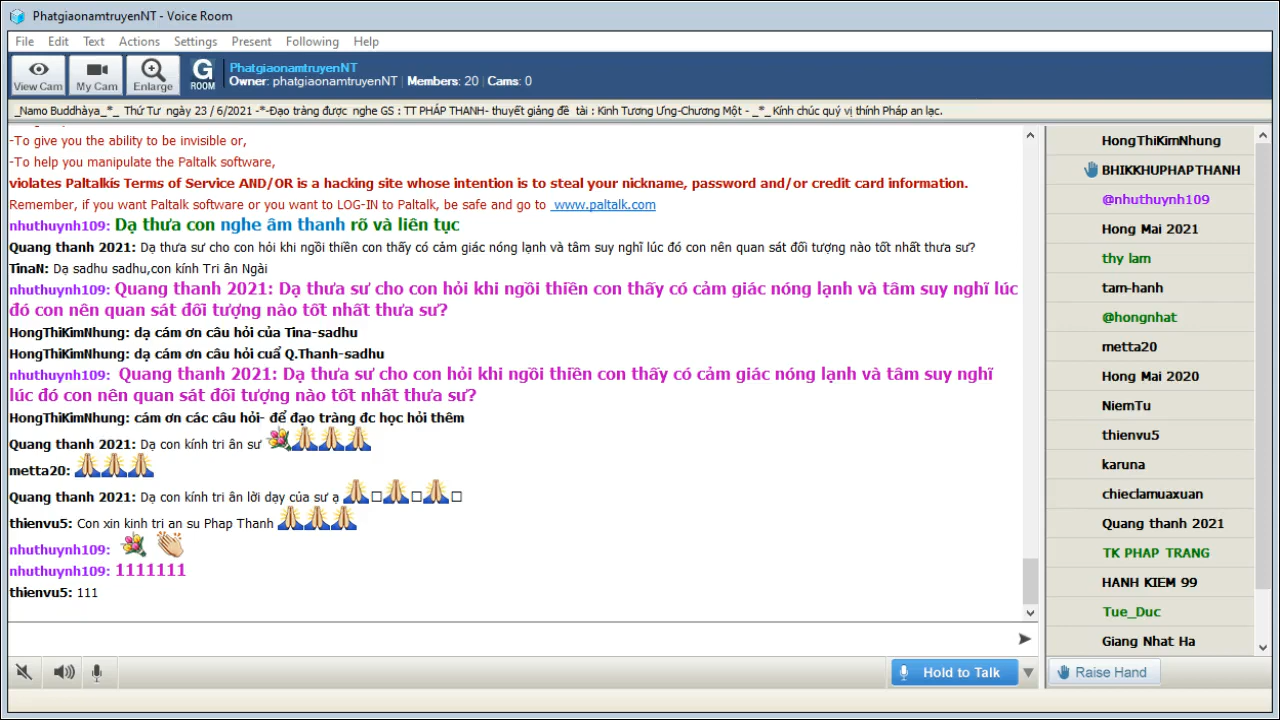 PhatgiaonamtruyenNT - Voice Room
File Edit Text Actions Settings Present Following Help
View Cam
My Cam
Enlarge
G
ROOM
PhatgiaonamtruyenNT
Owner: phatgiaonamtruyenNT | Members: 20 | Cams: 0
_Namo Buddhàya_*_ Thứ Tư ngày 23 / 6/2021 -*-Đạo tràng được nghe GS : TT PHÁP THANH- thuyết giảng đề tài : Kinh Tương Ưng-Chương Một - _*_ Kính chúc quý vị thính Pháp an lạc.
-To give you the ability to be invisible or,
-To help you manipulate the Paltalk software,
violates Paltalkís Terms of Service AND/OR is a hacking site whose intention is to steal your nickname, password and/or credit card information.
Remember, if you want Paltalk software or you want to LOG-IN to Paltalk, be safe and go to www.paltalk.com
nhuthuynh109: Dạ thưa con nghe âm thanh rõ và liên tục
Quang thanh 2021: Dạ thưa sư cho con hỏi khi ngồi thiền con thấy có cảm giác nóng lạnh và tâm suy nghĩ lúc đó con nên quan sát đối tượng nào tốt nhất thưa sư?
TinaN: Dạ sadhu sadhu,con kính Tri ân Ngài
nhuthuynh109: Quang thanh 2021: Dạ thưa sư cho con hỏi khi ngồi thiền con thấy có cảm giác nóng lạnh và tâm suy nghĩ lúc
đó con nên quan sát đối tượng nào tốt nhất thưa sư?
HongThiKimNhung: dạ cám ơn câu hỏi của Tina-sadhu
HongThiKimNhung: dạ cám ơn câu hỏi cuẩ Q.Thanh-sadhu
nhuthuynh109: Quang thanh 2021: Dạ thưa sư cho con hỏi khi ngồi thiền con thấy có cảm giác nóng lạnh và tâm suy nghĩ
lúc đó con nên quan sát đối tượng nào tốt nhất thưa sư?
HongThiKimNhung: cám ơn các câu hỏi- để đạo tràng đc học hỏi thêm
Quang thanh 2021: Dạ con kính tri ân sư 💐🙏🙏🙏
metta20: 🙏🙏🙏
Quang thanh 2021: Dạ con kính tri ân lời dạy của sư ạ 🙏□🙏□🙏□
thienvu5: Con xin kinh tri an su Phap Thanh 🙏🙏🙏
nhuthuynh109: 💐 👏
nhuthuynh109: 1111111
thienvu5: 111
HongThiKimNhung
BHIKKHUPHAPTHANH
@nhuthuynh109
Hong Mai 2021
thy lam
tam-hanh
@hongnhat
metta20
Hong Mai 2020
NiemTu
thienvu5
karuna
chieclamuaxuan
Quang thanh 2021
TK PHAP TRANG
HANH KIEM 99
Tue_Duc
Giang Nhat Ha
Hold to Talk
Raise Hand